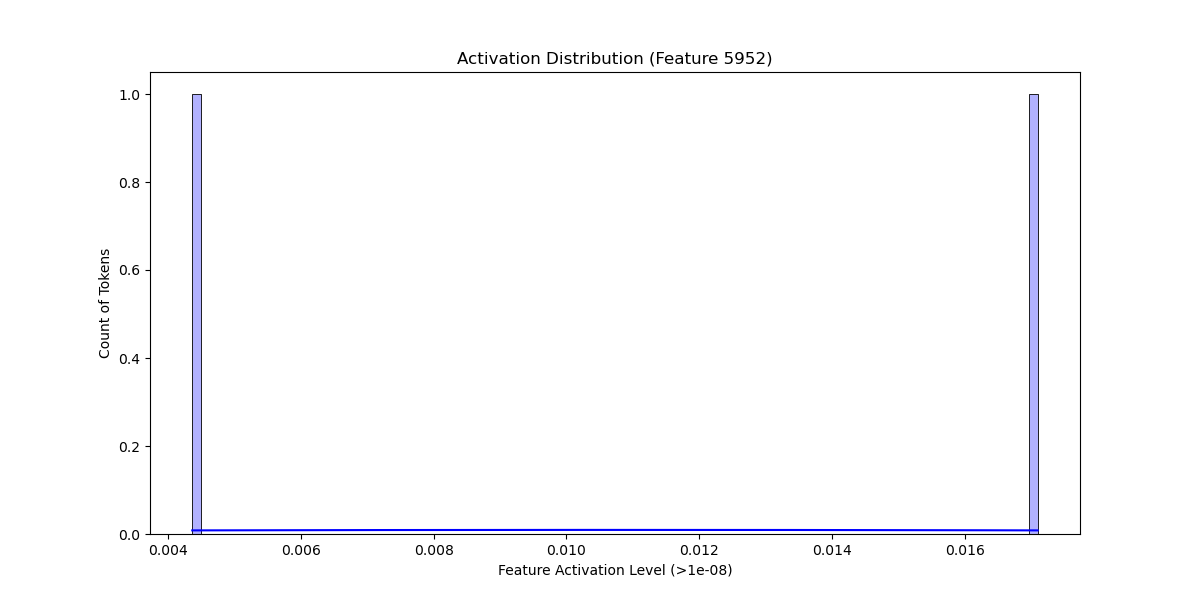 Activation Distribution (Feature 5952)
1.0
0.8
0.6
0.4
0.2
0.0
Count of Tokens
0.004 0.006 0.008 0.010 0.012 0.014 0.016
Feature Activation Level (>1e-08)